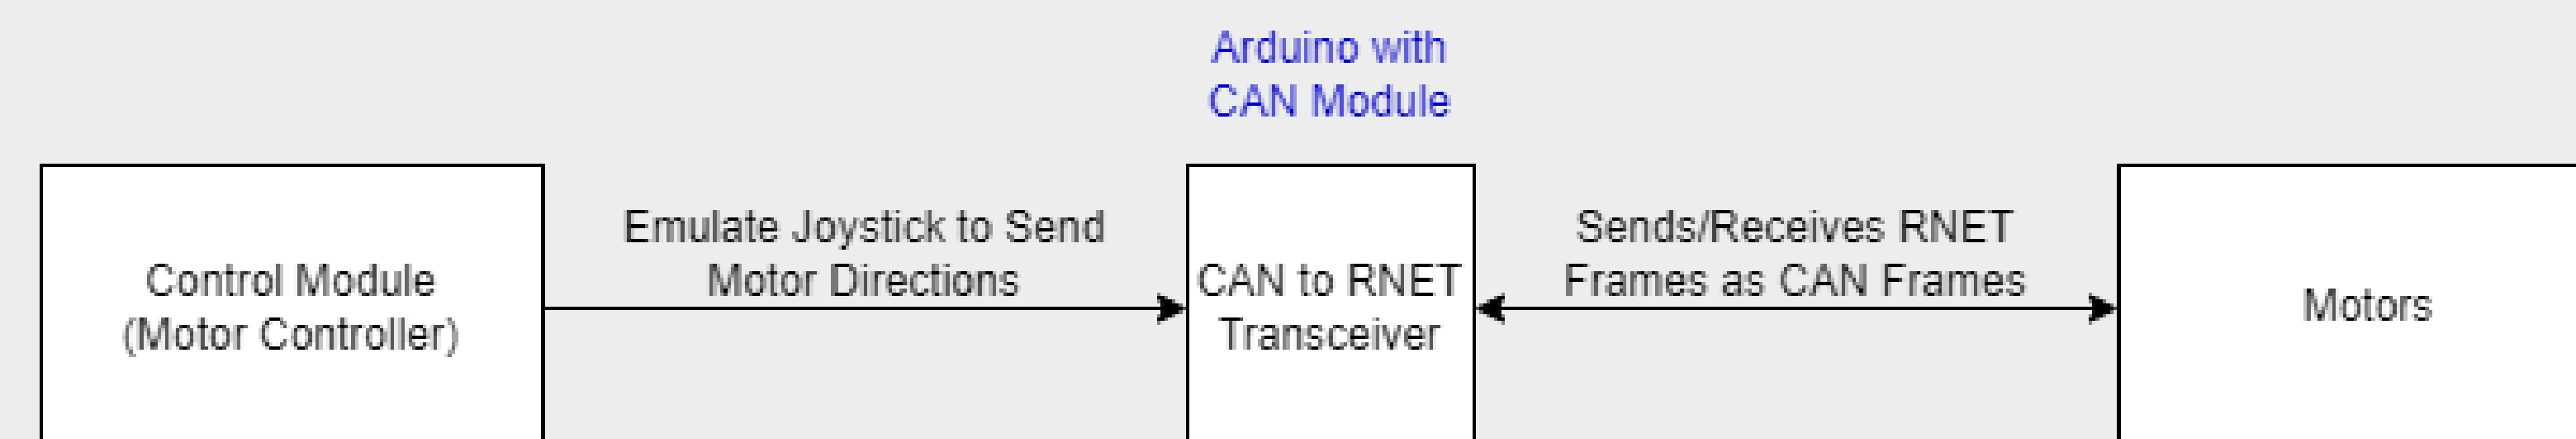 Arduino with
CAN Module
Emulate Joystick to Send
Motor Directions
Sends/Receives RNET
Frames as CAN Frames
Control Module
(Motor Controller)
CAN to RNET
Transceiver
Motors